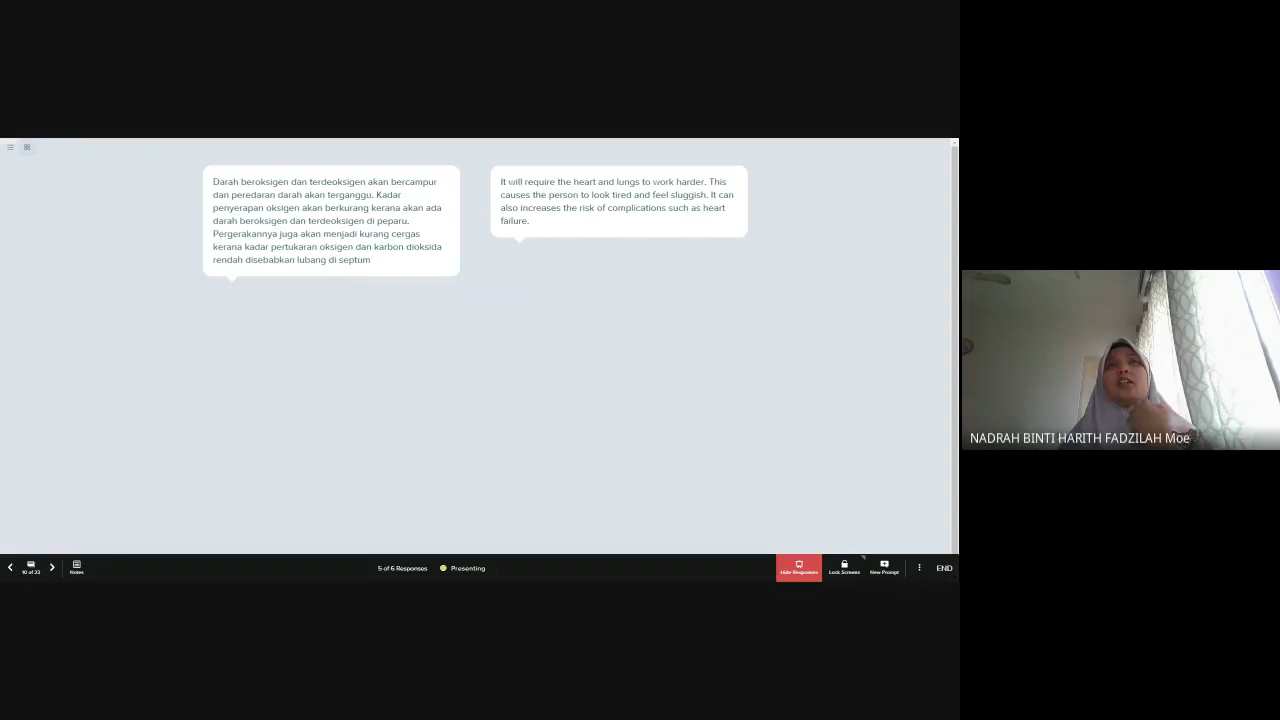 Darah beroksigen dan terdeoksigen akan bercampur
dan peredaran darah akan terganggu. Kadar
penyerapan oksigen akan berkurang kerana akan ada
darah beroksigen dan terdeoksigen di peparu.
Pergerakannya juga akan menjadi kurang cergas
kerana kadar pertukaran oksigen dan karbon dioksida
rendah disebabkan lubang di septum
It will require the heart and lungs to work harder. This
causes the person to look tired and feel sluggish. It can
also increases the risk of complications such as heart
failure.
NADRAH BINTI HARITH FADZILAH Moe
10 of 23
Notes
5 of 6 Responses
Presenting
Hide Responses
Lock Screens
New Prompt
END